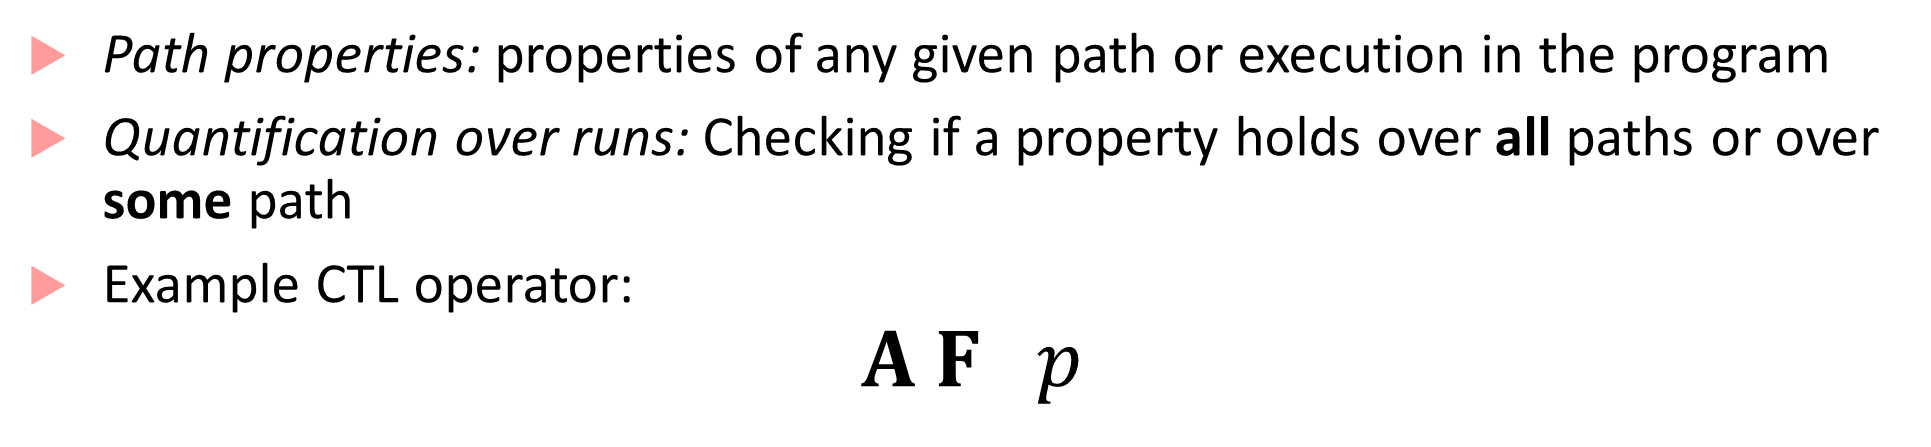 Path properties: properties of any given path or execution in the program
Quantification over runs: Checking if a property holds over all paths or over
some path
Example CTL operator:
A F p